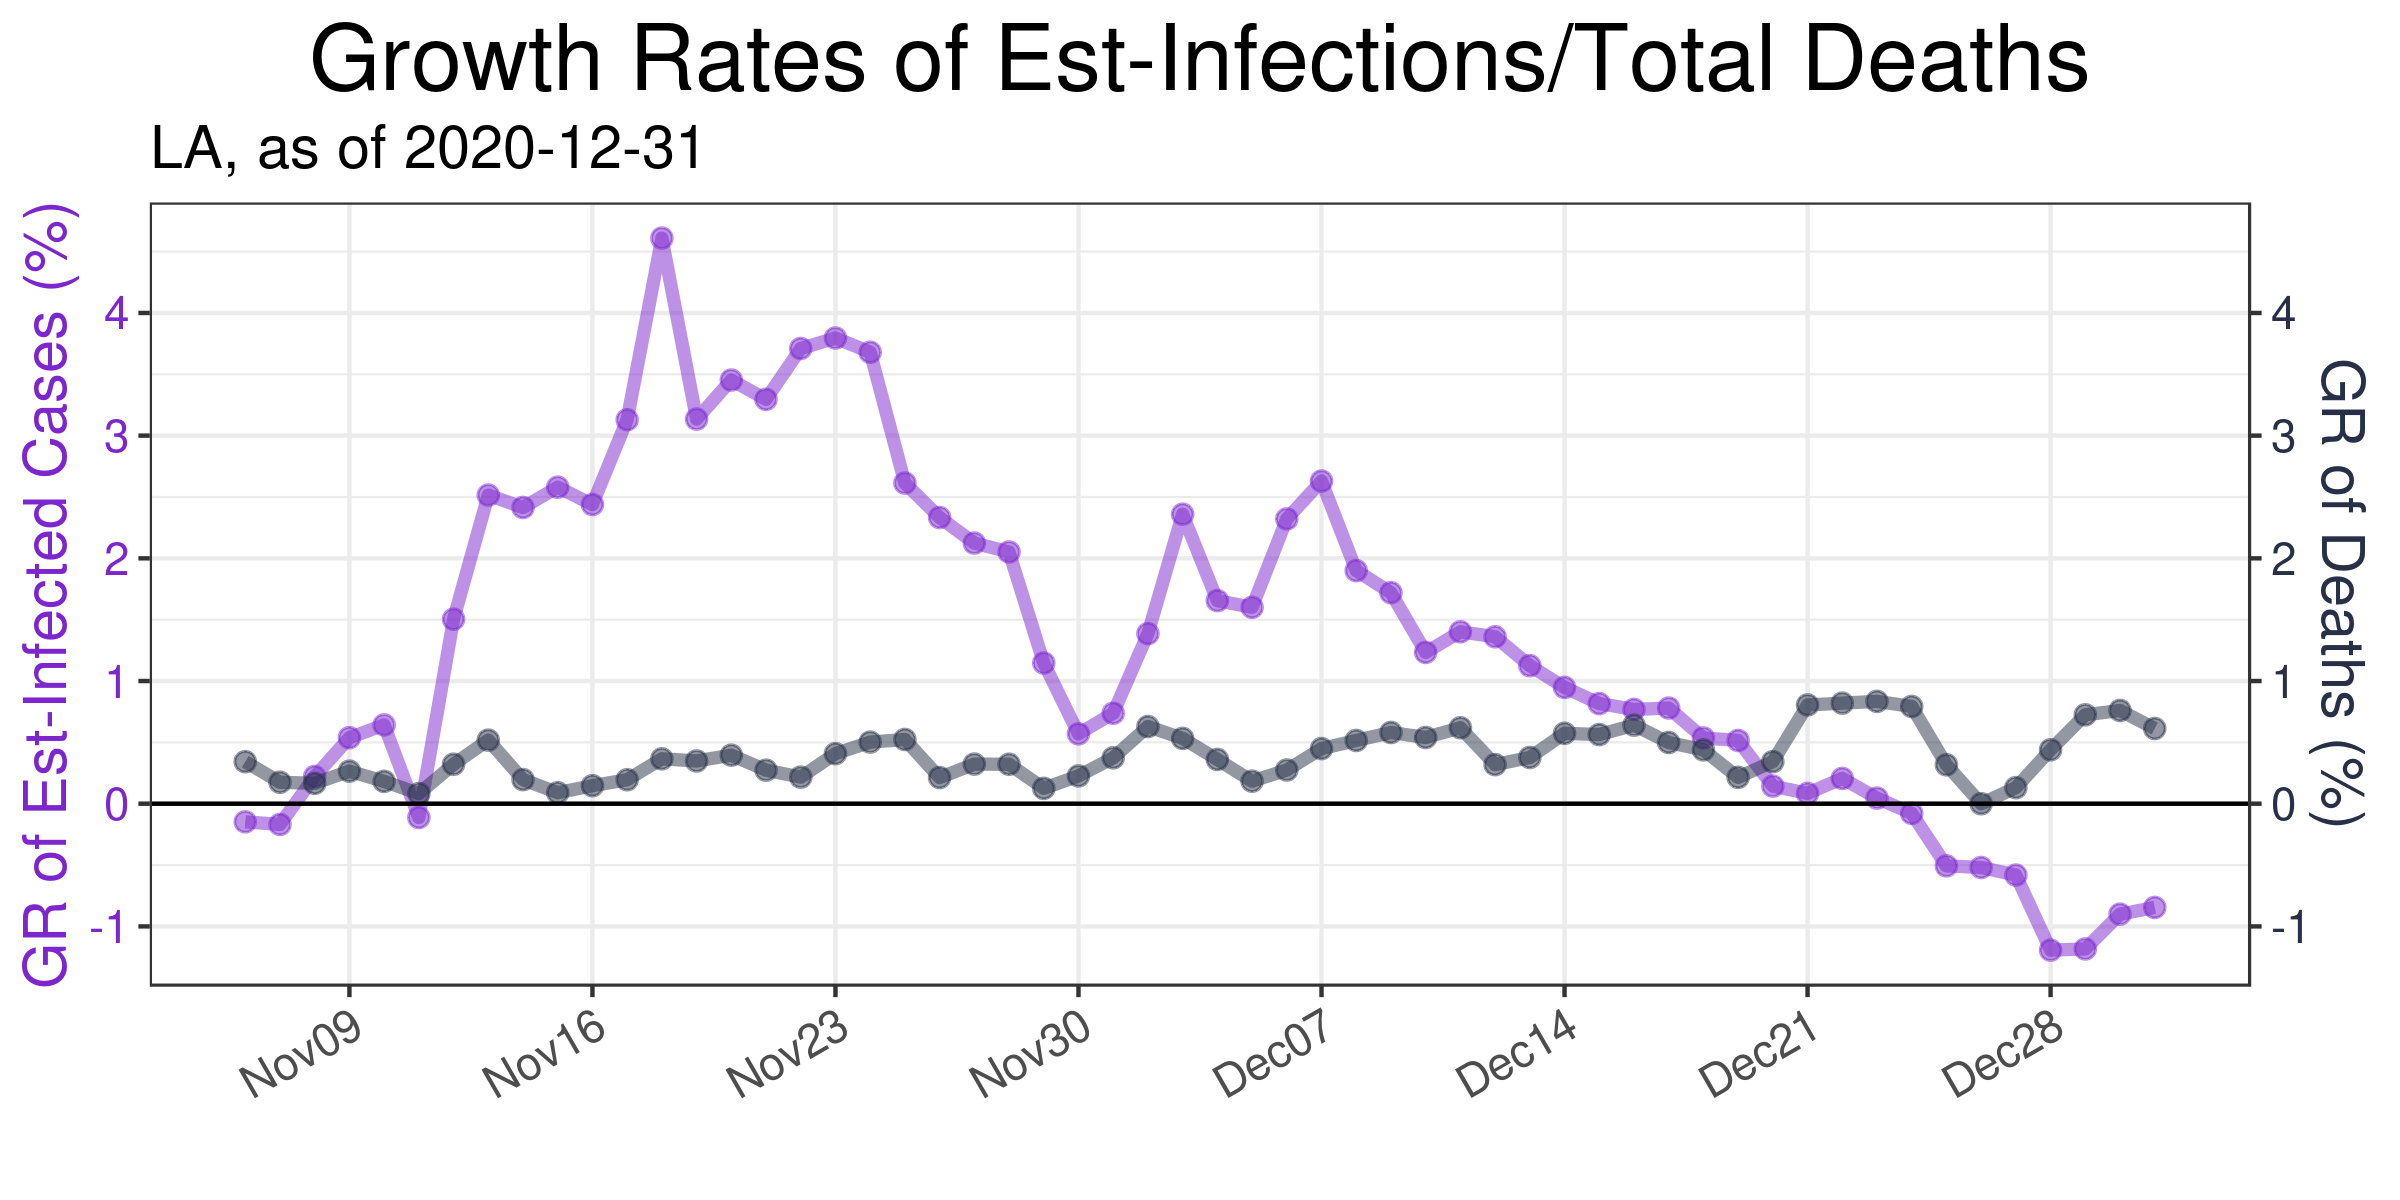 Growth Rates of Est-Infections/Total Deaths
LA, as of 2020-12-31
GR of Est-Infected Cases (%)
4
3
2
1
0
-1
4
3
2
1
0
-1
GR of Deaths (%)
Nov09
Nov16
Nov23
Nov30
Dec07
Dec14
Dec21
Dec28